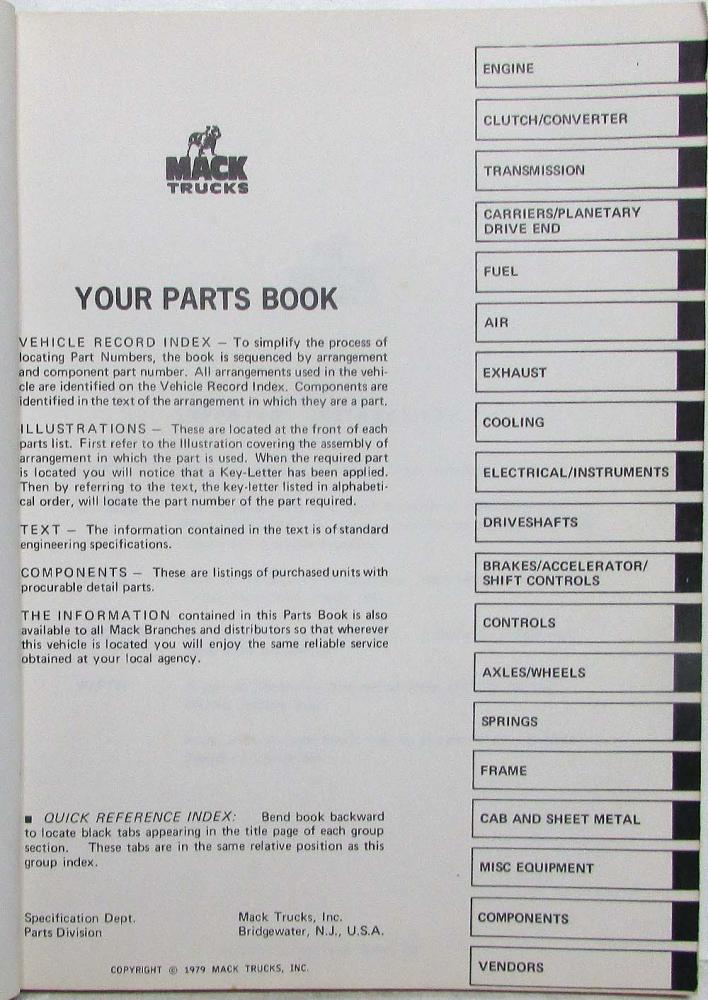 MACK
TRUCKS
YOUR PARTS BOOK
VEHICLE RECORD INDEX — To simplify the process of
locating Part Numbers, the book is sequenced by arrangement
and component part number. All arrangements used in the vehi-
cle are identified on the Vehicle Record Index. Components are
identified in the text of the arrangement in which they are a part.
ILLUSTRATIONS — These are located at the front of each
parts list. First refer to the Illustration covering the assembly of
arrangement in which the part is used. When the required part
is located you will notice that a Key-Letter has been applied.
Then by referring to the text, the key-letter listed in alphabeti-
cal order, will locate the part number of the part required.
TEXT — The information contained in the text is of standard
engineering specifications.
COMPONENTS — These are listings of purchased units with
procurable detail parts.
THE INFORMATION contained in this Parts Book is also
available to all Mack Branches and distributors so that wherever
this vehicle is located you will enjoy the same reliable service
obtained at your local agency.
■ QUICK REFERENCE INDEX: Bend book backward
to locate black tabs appearing in the title page of each group
section. These tabs are in the same relative position as this
group index.
Specification Dept.
Parts Division
Mack Trucks, Inc.
Bridgewater, N.J., U.S.A.
COPYRIGHT © 1979 MACK TRUCKS, INC.
ENGINE
CLUTCH/CONVERTER
TRANSMISSION
CARRIERS/PLANETARY
DRIVE END
FUEL
AIR
EXHAUST
COOLING
ELECTRICAL/INSTRUMENTS
DRIVESHAFTS
BRAKES/ACCELERATOR/
SHIFT CONTROLS
CONTROLS
AXLES/WHEELS
SPRINGS
FRAME
CAB AND SHEET METAL
MISC EQUIPMENT
COMPONENTS
VENDORS